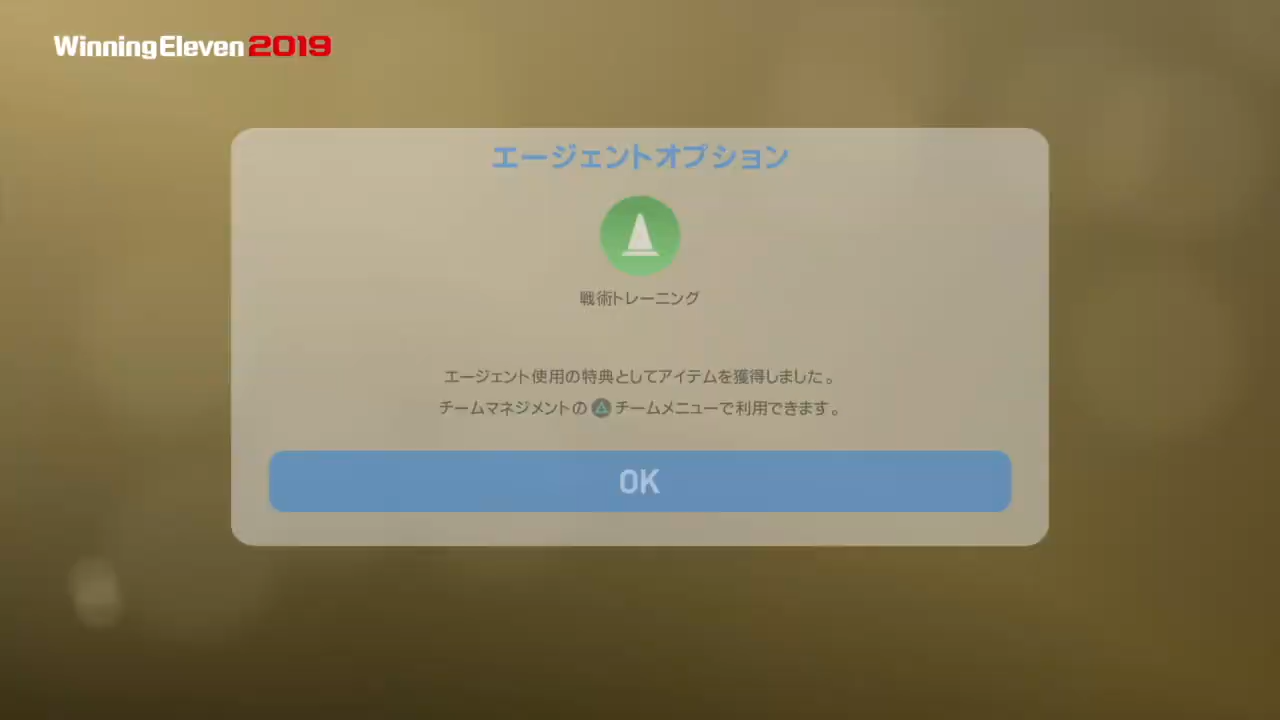 Winning Eleven 2019
エージェントオプション
戦術トレーニング
エージェント使用の特典としてアイテムを獲得しました。
チームマネジメントの△チームメニューで利用できます。
OK